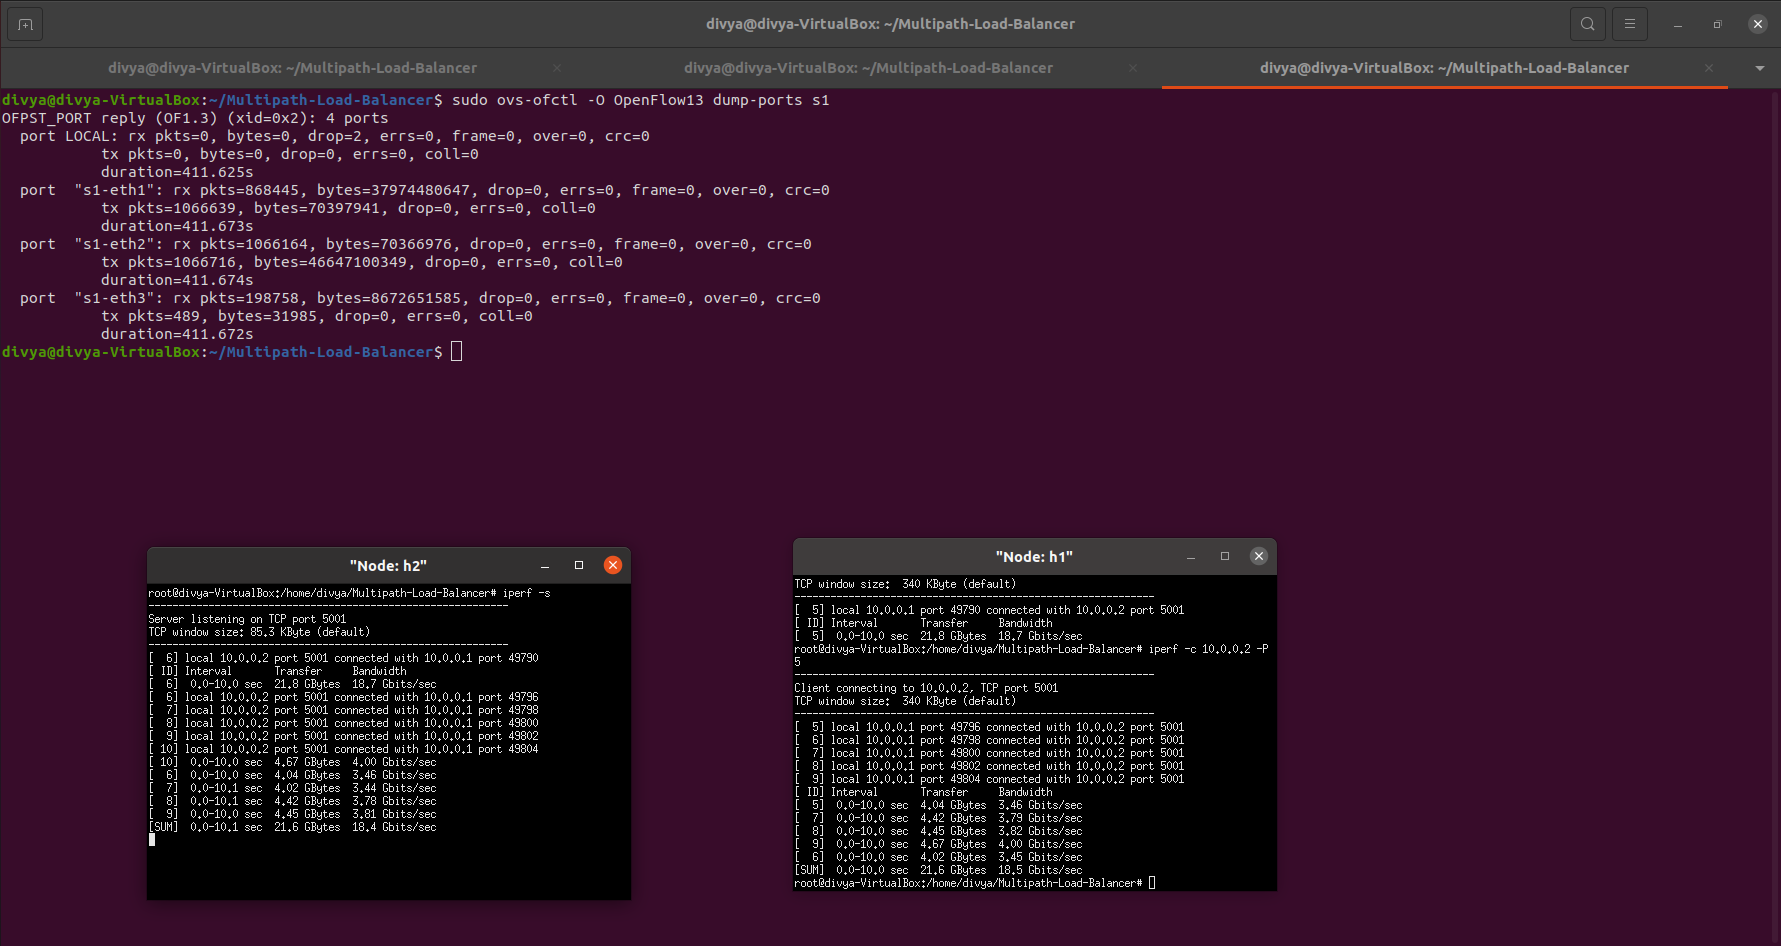 divya@divya-VirtualBox: ~/Multipath-Load-Balancer
divya@divya-VirtualBox: ~/Multipath-Load-Balancer
divya@divya-VirtualBox: ~/Multipath-Load-Balancer
divya@divya-VirtualBox: ~/Multipath-Load-Balancer
divya@divya-VirtualBox:~/Multipath-Load-Balancer$ sudo ovs-ofctl -O OpenFlow13 dump-ports s1
OFPST_PORT reply (OF1.3) (xid=0x2): 4 ports
  port LOCAL: rx pkts=0, bytes=0, drop=2, errs=0, frame=0, over=0, crc=0
           tx pkts=0, bytes=0, drop=0, errs=0, coll=0
           duration=411.625s
  port  "s1-eth1": rx pkts=868445, bytes=37974480647, drop=0, errs=0, frame=0, over=0, crc=0
           tx pkts=1066639, bytes=70397941, drop=0, errs=0, coll=0
           duration=411.673s
  port  "s1-eth2": rx pkts=1066164, bytes=70366976, drop=0, errs=0, frame=0, over=0, crc=0
           tx pkts=1066716, bytes=46647100349, drop=0, errs=0, coll=0
           duration=411.674s
  port  "s1-eth3": rx pkts=198758, bytes=8672651585, drop=0, errs=0, frame=0, over=0, crc=0
           tx pkts=489, bytes=31985, drop=0, errs=0, coll=0
           duration=411.672s
divya@divya-VirtualBox:~/Multipath-Load-Balancer$
"Node: h2"
root@divya-VirtualBox:/home/divya/Multipath-Load-Balancer# iperf -s
------------------------------------------------------------
Server listening on TCP port 5001
TCP window size: 85.3 KByte (default)
------------------------------------------------------------
[  6] local 10.0.0.2 port 5001 connected with 10.0.0.1 port 49790
[ ID] Interval       Transfer     Bandwidth
[  6]  0.0-10.0 sec  21.8 GBytes  18.7 Gbits/sec
[  6] local 10.0.0.2 port 5001 connected with 10.0.0.1 port 49796
[  7] local 10.0.0.2 port 5001 connected with 10.0.0.1 port 49798
[  8] local 10.0.0.2 port 5001 connected with 10.0.0.1 port 49800
[  9] local 10.0.0.2 port 5001 connected with 10.0.0.1 port 49802
[ 10] local 10.0.0.2 port 5001 connected with 10.0.0.1 port 49804
[ 10]  0.0-10.0 sec  4.67 GBytes  4.00 Gbits/sec
[  6]  0.0-10.0 sec  4.04 GBytes  3.46 Gbits/sec
[  7]  0.0-10.1 sec  4.02 GBytes  3.44 Gbits/sec
[  8]  0.0-10.1 sec  4.42 GBytes  3.78 Gbits/sec
[  9]  0.0-10.0 sec  4.45 GBytes  3.81 Gbits/sec
[SUM]  0.0-10.1 sec  21.6 GBytes  18.4 Gbits/sec
"Node: h1"
TCP window size:  340 KByte (default)
------------------------------------------------------------
[  5] local 10.0.0.1 port 49790 connected with 10.0.0.2 port 5001
[ ID] Interval       Transfer     Bandwidth
[  5]  0.0-10.0 sec  21.8 GBytes  18.7 Gbits/sec
root@divya-VirtualBox:/home/divya/Multipath-Load-Balancer# iperf -c 10.0.0.2 -P
5
------------------------------------------------------------
Client connecting to 10.0.0.2, TCP port 5001
TCP window size:  340 KByte (default)
------------------------------------------------------------
[  5] local 10.0.0.1 port 49796 connected with 10.0.0.2 port 5001
[  6] local 10.0.0.1 port 49798 connected with 10.0.0.2 port 5001
[  7] local 10.0.0.1 port 49800 connected with 10.0.0.2 port 5001
[  8] local 10.0.0.1 port 49802 connected with 10.0.0.2 port 5001
[  9] local 10.0.0.1 port 49804 connected with 10.0.0.2 port 5001
[ ID] Interval       Transfer     Bandwidth
[  5]  0.0-10.0 sec  4.04 GBytes  3.46 Gbits/sec
[  7]  0.0-10.0 sec  4.42 GBytes  3.79 Gbits/sec
[  8]  0.0-10.0 sec  4.45 GBytes  3.82 Gbits/sec
[  9]  0.0-10.0 sec  4.67 GBytes  4.00 Gbits/sec
[  6]  0.0-10.0 sec  4.02 GBytes  3.45 Gbits/sec
[SUM]  0.0-10.0 sec  21.6 GBytes  18.5 Gbits/sec
root@divya-VirtualBox:/home/divya/Multipath-Load-Balancer#